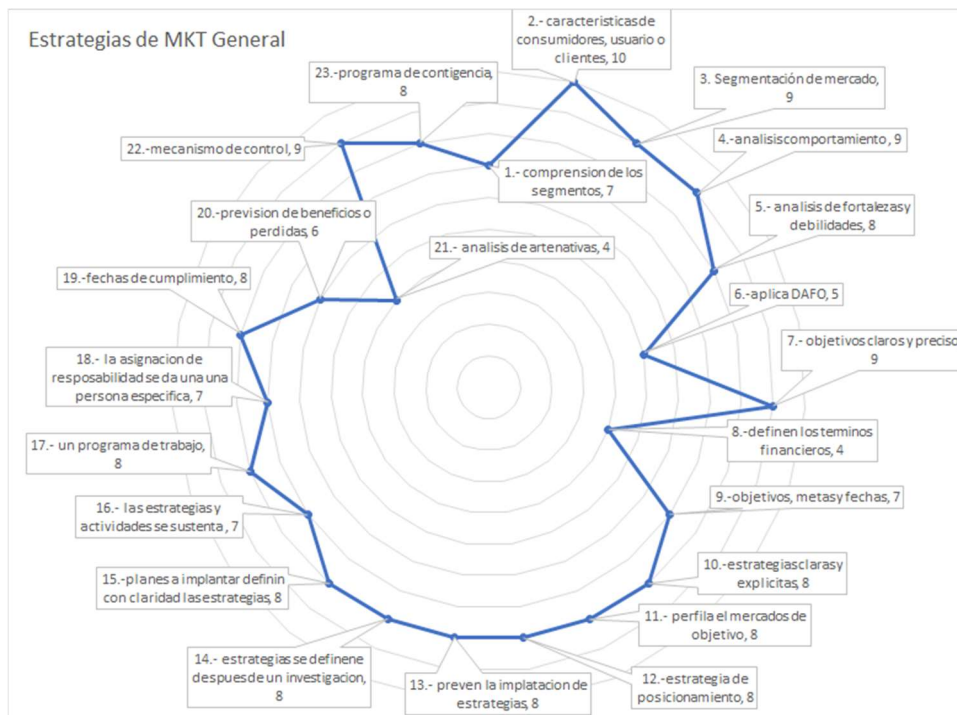 Estrategias de MKT General
2.- caracteristicas de
consumidores, usuario o
clientes, 10
23.-programa de contigencia,
8
3. Segmentación de mercado,
9
22.-mecanismo de control, 9
4.-analisis comportamiento, 9
1.- comprension de los
segmentos, 7
5.- analisis de fortalezas y
debilidades, 8
20.-prevision de beneficios o
perdidas, 6
21.- analisis de artenativas, 4
19.-fechas de cumplimiento, 8
6.-aplica DAFO, 5
7.- objetivos claros y preciso
9
18.- la asignacion de
resposabilidad se da una una
persona especifica, 7
8.-definen los terminos
financieros, 4
17.- un programa de trabajo,
8
9.-objetivos, metas y fechas, 7
16.- las estrategias y
actividades se sustenta, 7
10.-estrategias claras y
explicitas, 8
15.-planes a implantar definin
con claridad las estrategias, 8
11.- perfila el mercados de
objetivo, 8
14.- estrategias se definene
despues de un investigacion,
8
13.- preven la implatacion de
estrategias, 8
12.-estrategia de
posicionamiento, 8